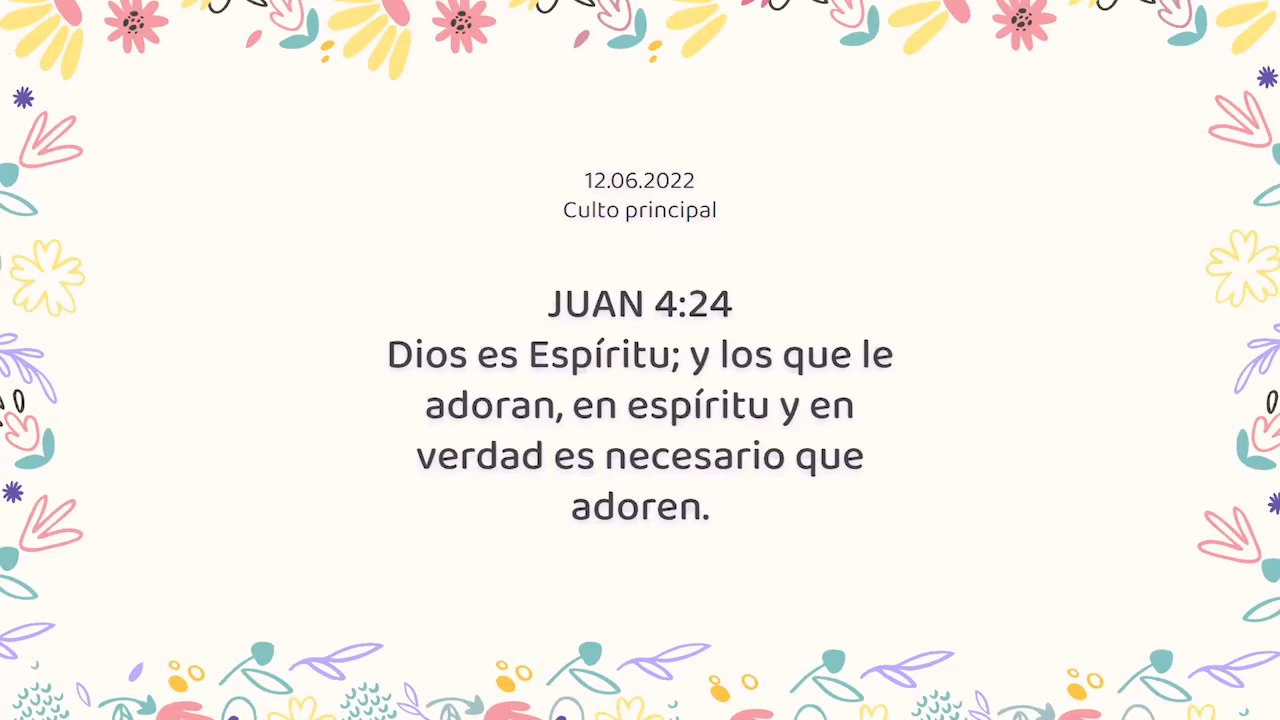 12.06.2022
Culto principal
JUAN 4:24
Dios es Espíritu; y los que le
adoran, en espíritu y en
verdad es necesario que
adoren.